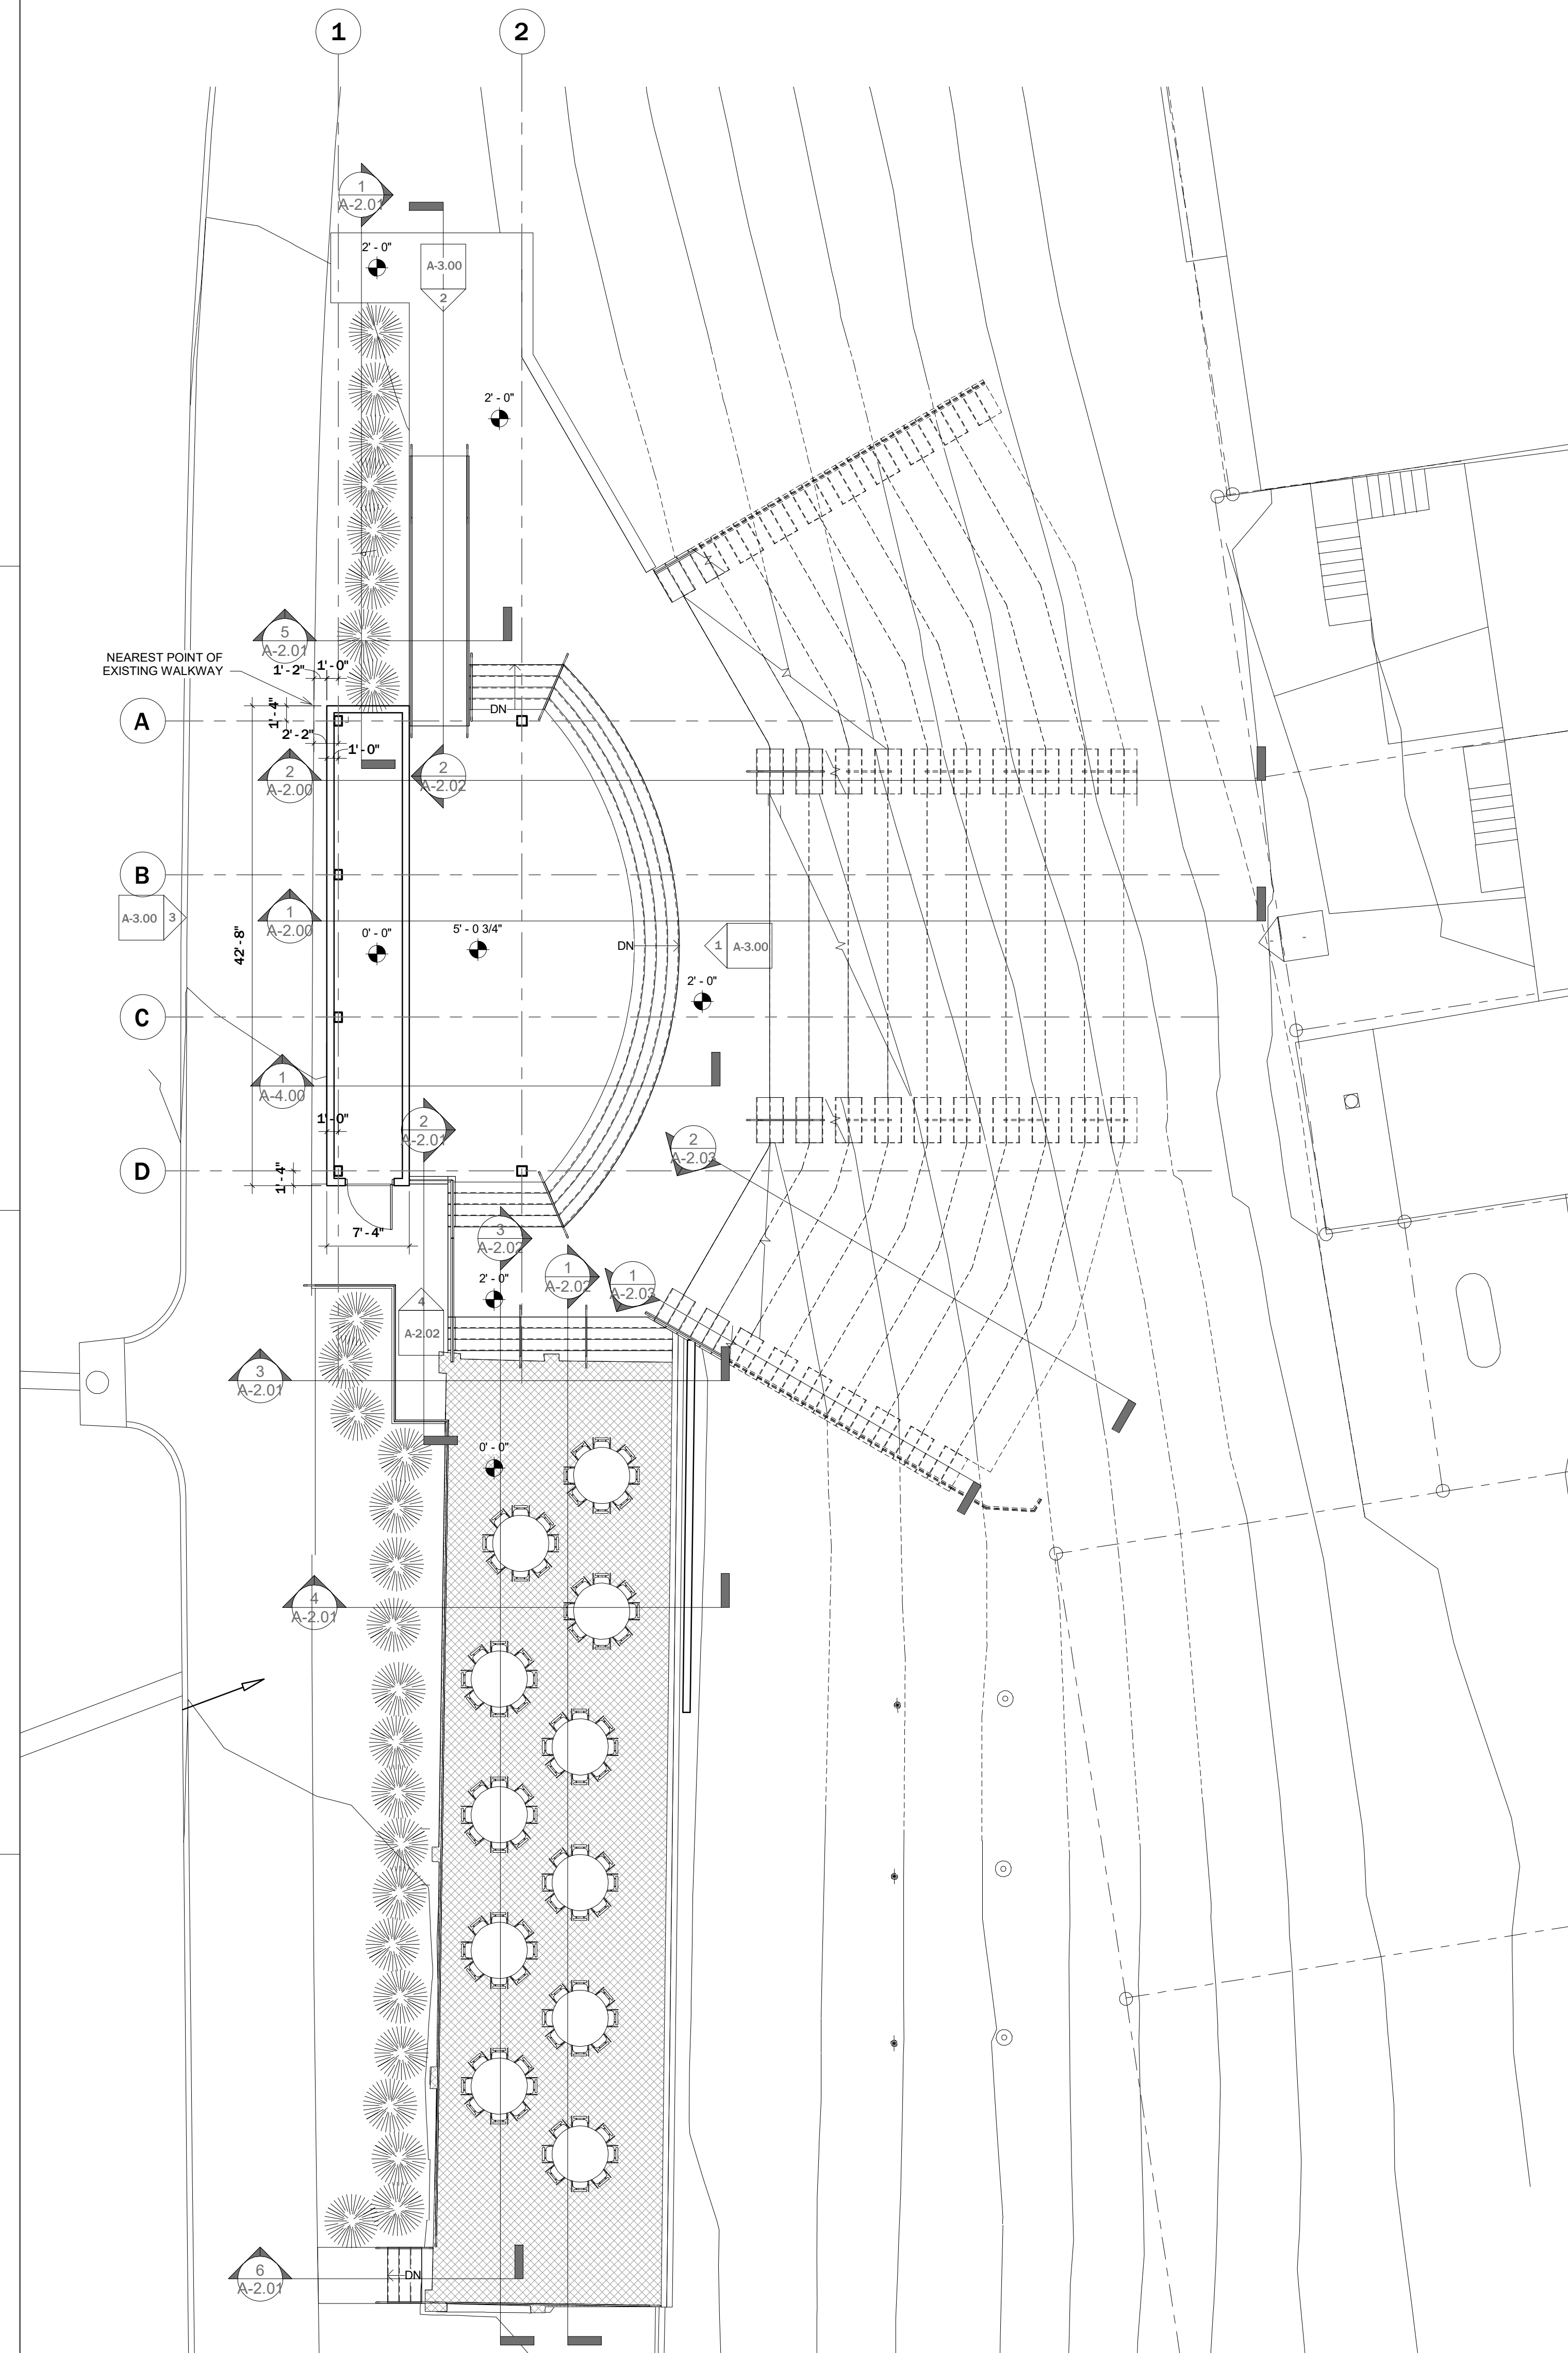 1
2
1
A-2.01
2' - 0"
A-3.00
2
2' - 0"
5
A-2.01
NEAREST POINT OF
EXISTING WALKWAY
1'-2"
1'-0"
1'-4"
A
DN
2'-2"
1'-0"
2
A-2.00
2
A-2.02
B
A-3.00
3
1
A-2.00
42'-8"
0' - 0"
5' - 0 3/4"
DN
1
A-3.00
2' - 0"
C
1
A-4.00
1'-0"
2
A-2.01
2
A-2.03
D
1'-4"
7'-4"
3
A-2.02
2' - 0"
1
A-2.02
1
A-2.03
4
A-2.02
3
A-2.01
0' - 0"
4
A-2.01
6
A-2.01
DN